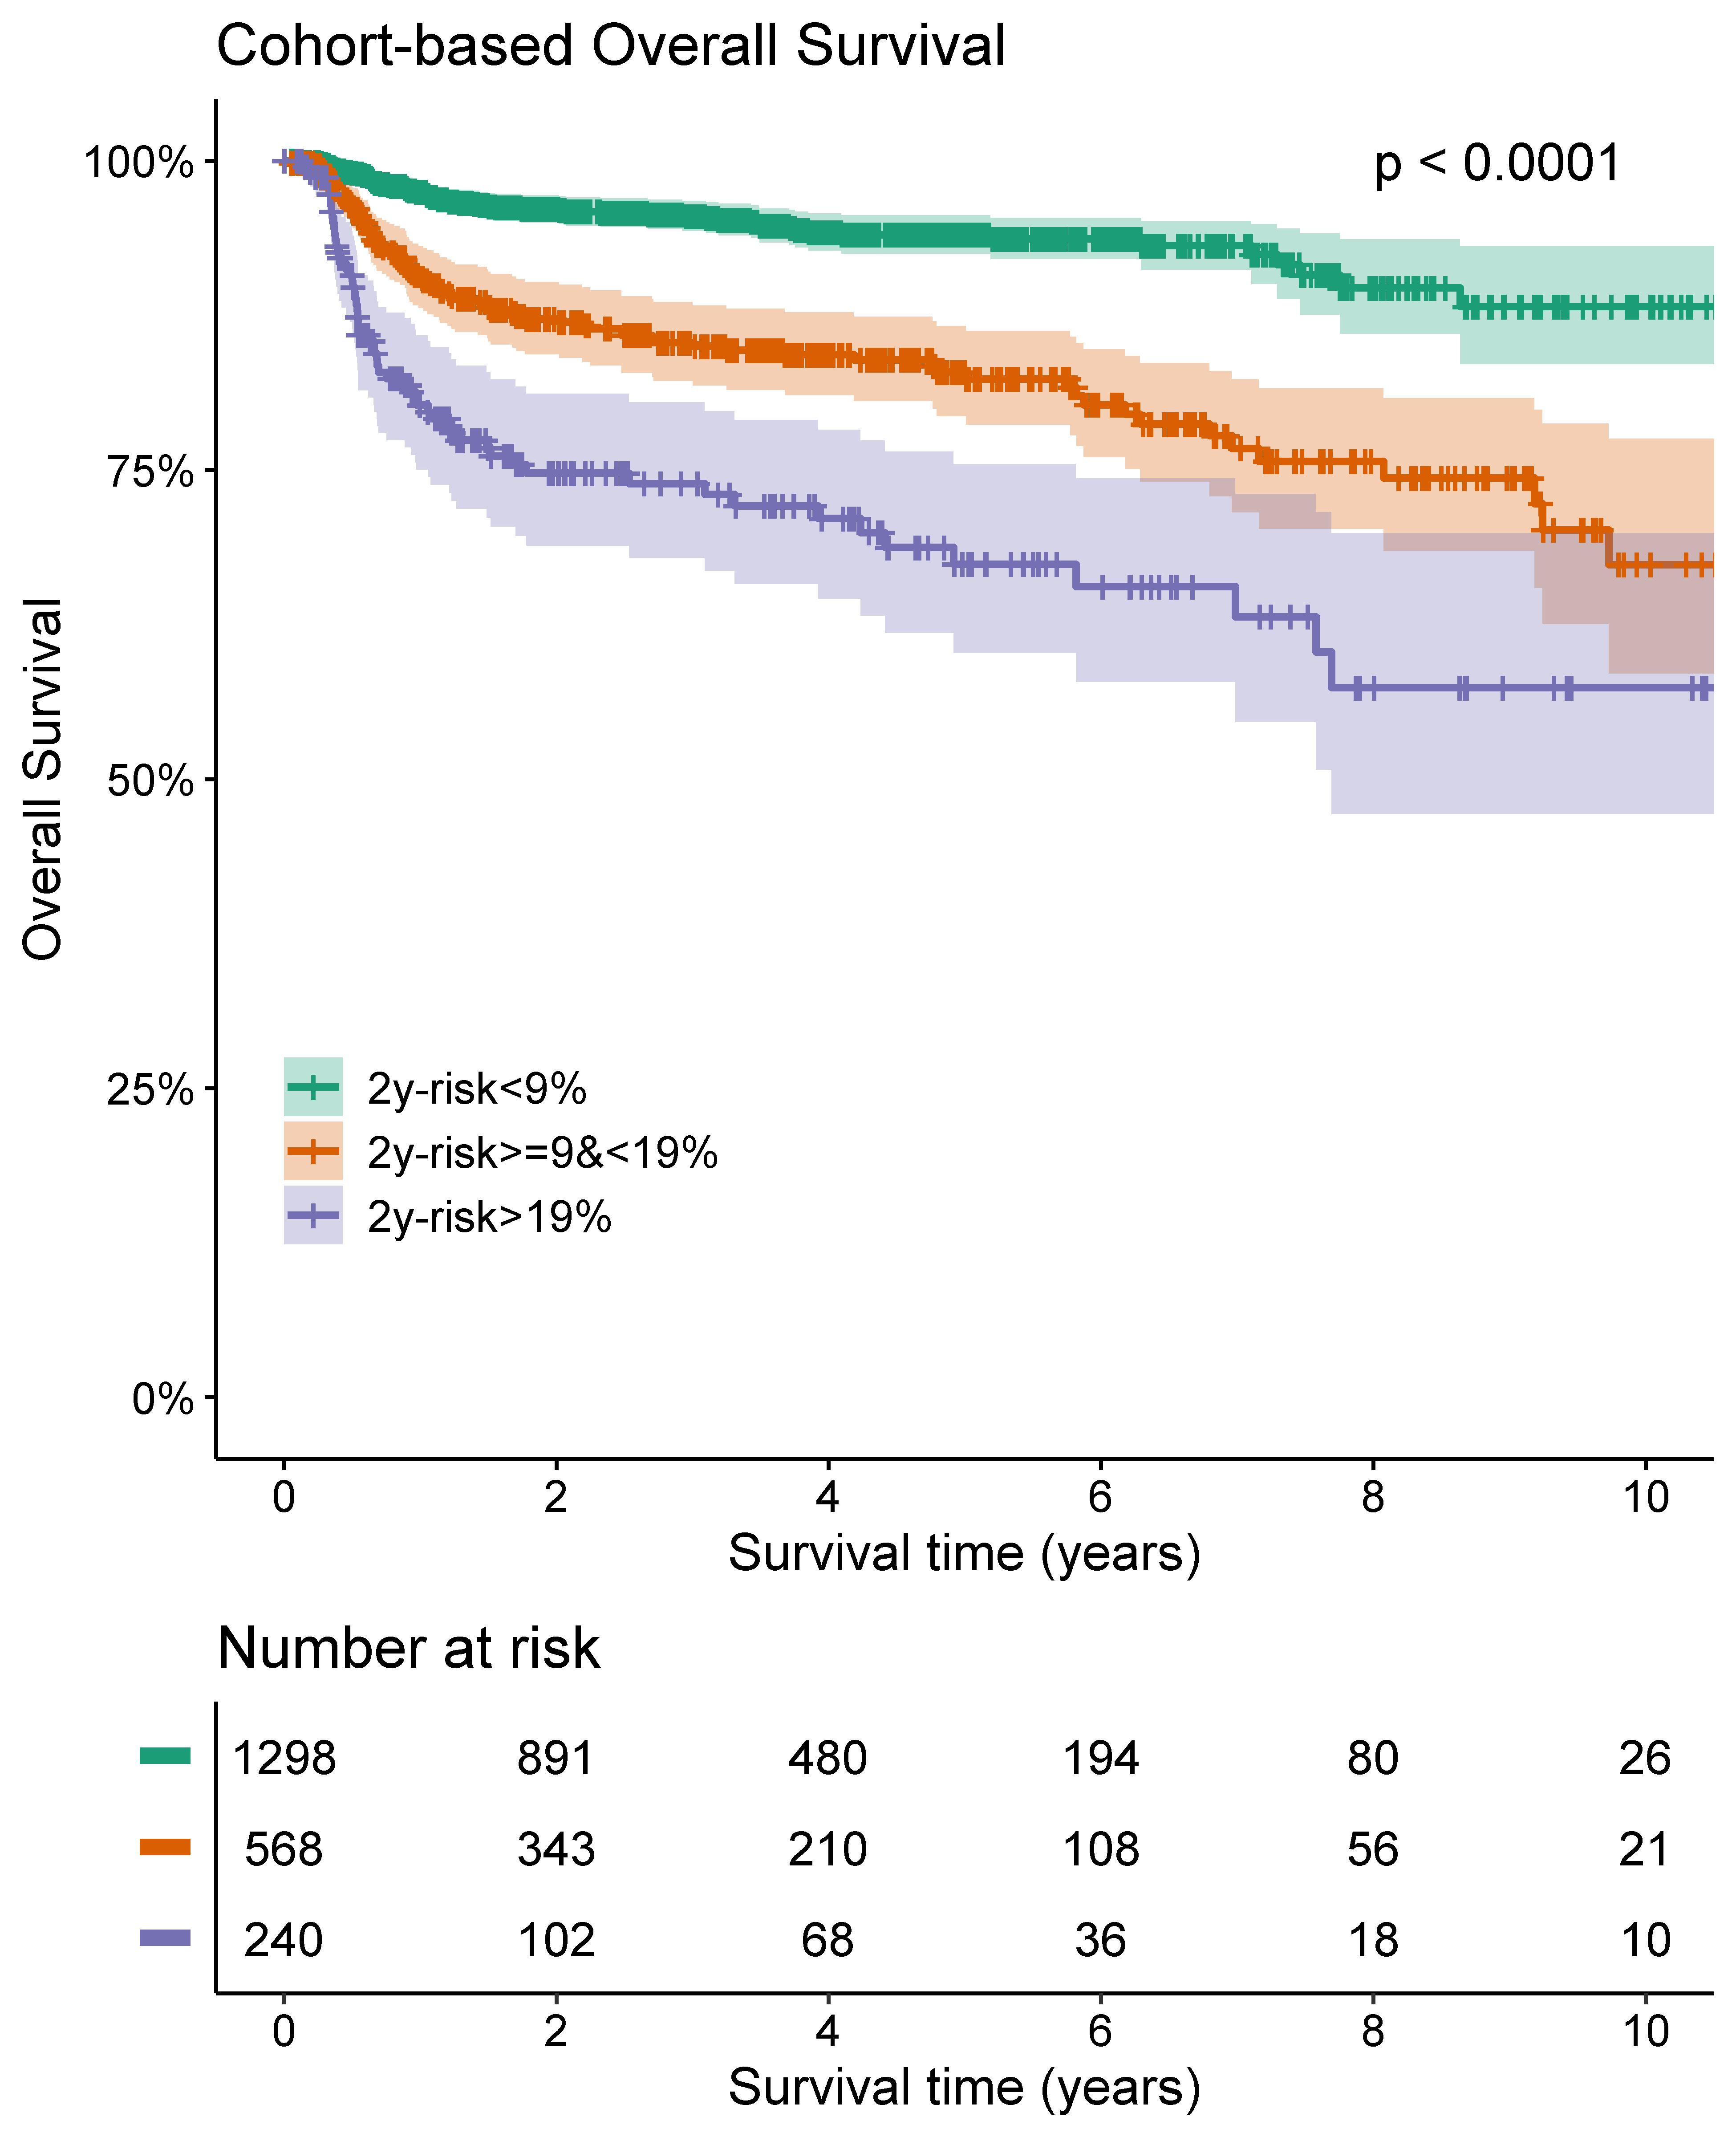 Cohort-based Overall Survival
p < 0.0001
100%
75%
50%
25%
0%
Overall Survival
2y-risk<9%
2y-risk>=9&<19%
2y-risk>19%
0 2 4 6 8 10
Survival time (years)
Number at risk
1298 891 480 194 80 26
568 343 210 108 56 21
240 102 68 36 18 10
0 2 4 6 8 10
Survival time (years)